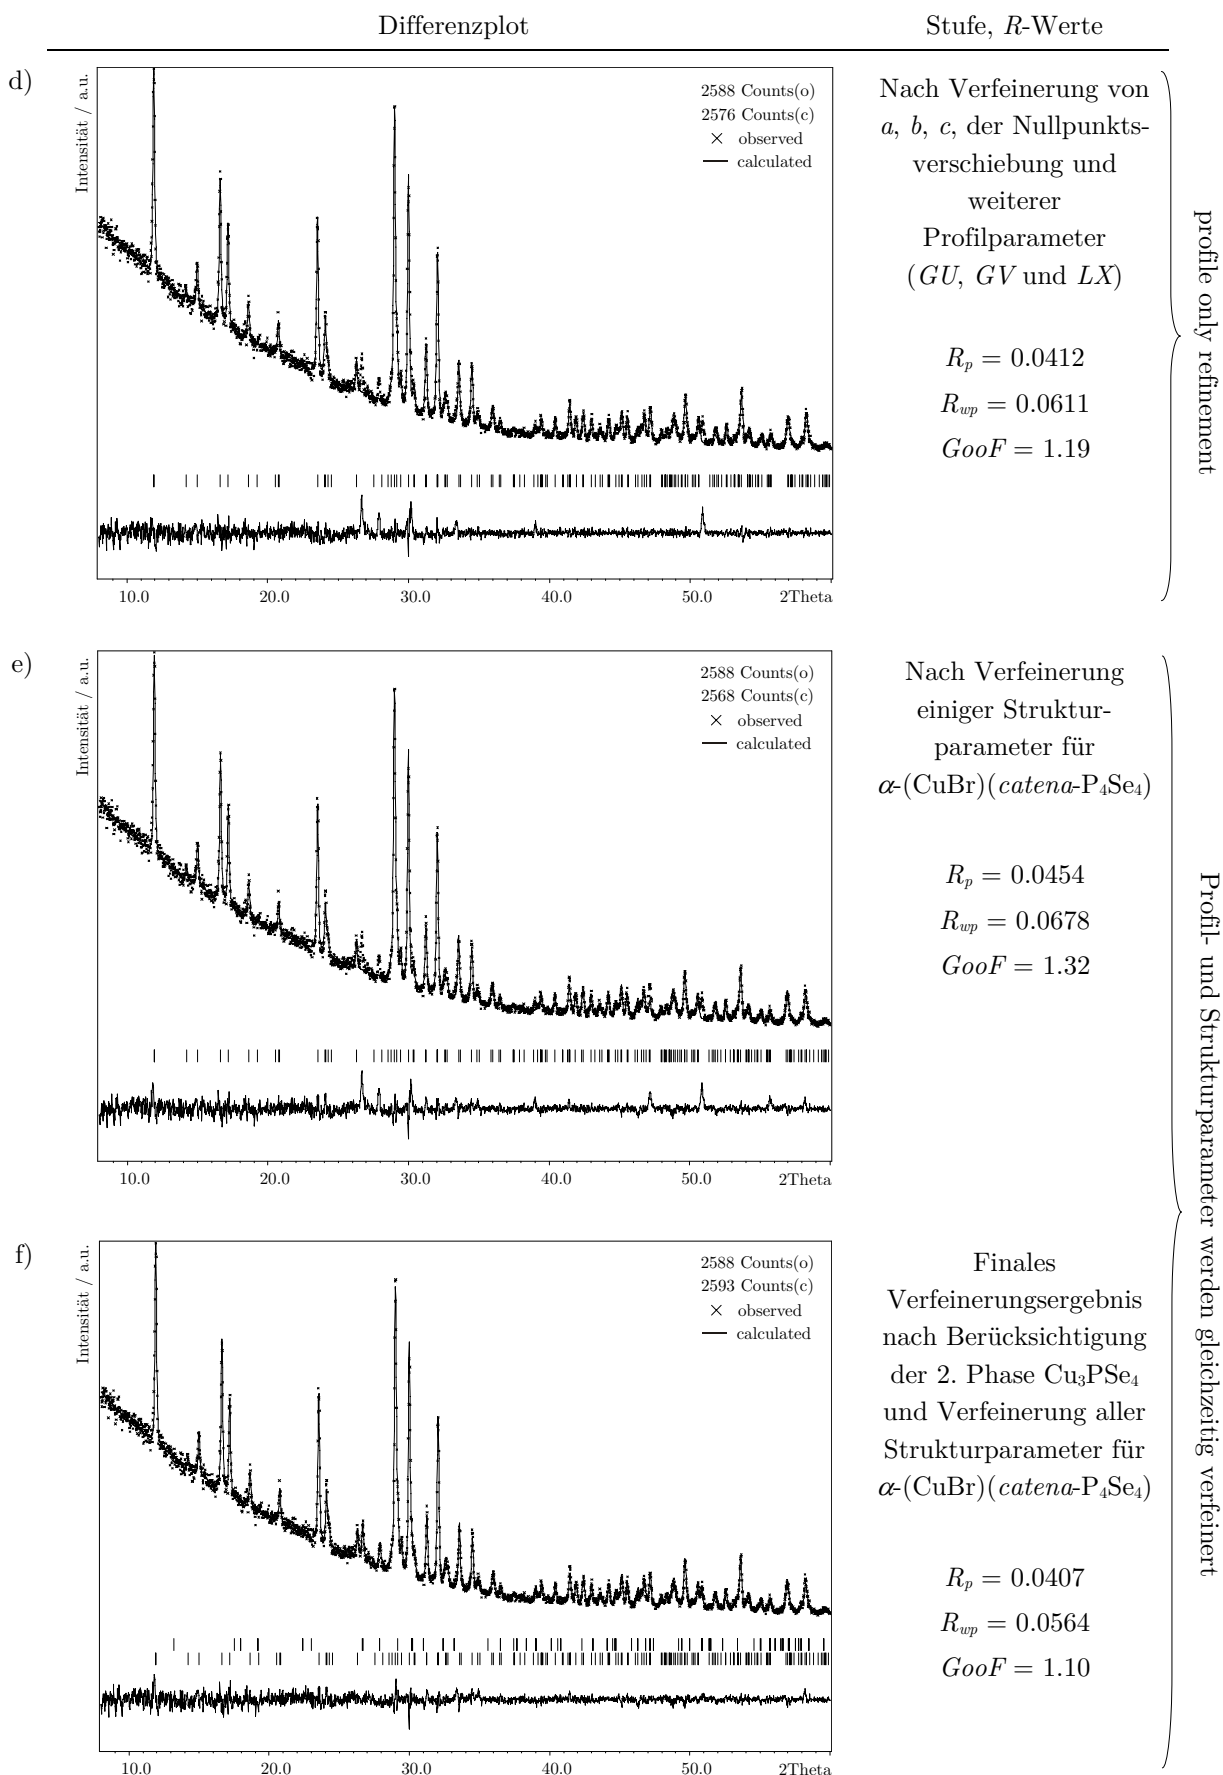 Differenzplot
Stufe, R-Werte
d)
Intensität / a.u.
2588 Counts(o)
2576 Counts(c)
× observed
— calculated
10.0 20.0 30.0 40.0 50.0 2Theta
Nach Verfeinerung von
a, b, c, der Nullpunkts-
verschiebung und
weiterer
Profilparameter
(GU, GV und LX)
Rp = 0.0412
Rwp = 0.0611
GooF = 1.19
profile only refinement
e)
Intensität / a.u.
2588 Counts(o)
2568 Counts(c)
× observed
— calculated
10.0 20.0 30.0 40.0 50.0 2Theta
Nach Verfeinerung
einiger Struktur-
parameter für
α-(CuBr)(catena-P₄Se₄)
Rp = 0.0454
Rwp = 0.0678
GooF = 1.32
f)
Intensität / a.u.
2588 Counts(o)
2593 Counts(c)
× observed
— calculated
10.0 20.0 30.0 40.0 50.0 2Theta
Finales
Verfeinerungsergebnis
nach Berücksichtigung
der 2. Phase Cu₃PSe₄
und Verfeinerung aller
Strukturparameter für
α-(CuBr)(catena-P₄Se₄)
Rp = 0.0407
Rwp = 0.0564
GooF = 1.10
Profil- und Strukturparameter werden gleichzeitig verfeinert